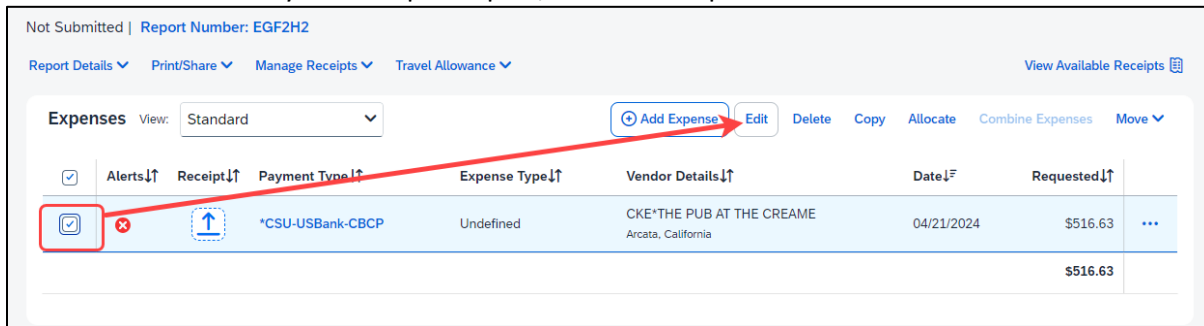 Not Submitted | Report Number: EGF2H2
Report Details Print/Share Manage Receipts Travel Allowance View Available Receipts
Expenses View: Standard Add Expense Edit Delete Copy Allocate Combine Expenses Move
Alerts Receipt Payment Type Expense Type Vendor Details Date Requested
*CSU-USBank-CBCP Undefined CKE*THE PUB AT THE CREAME 04/21/2024 $516.63 ...
Arcata, California
$516.63